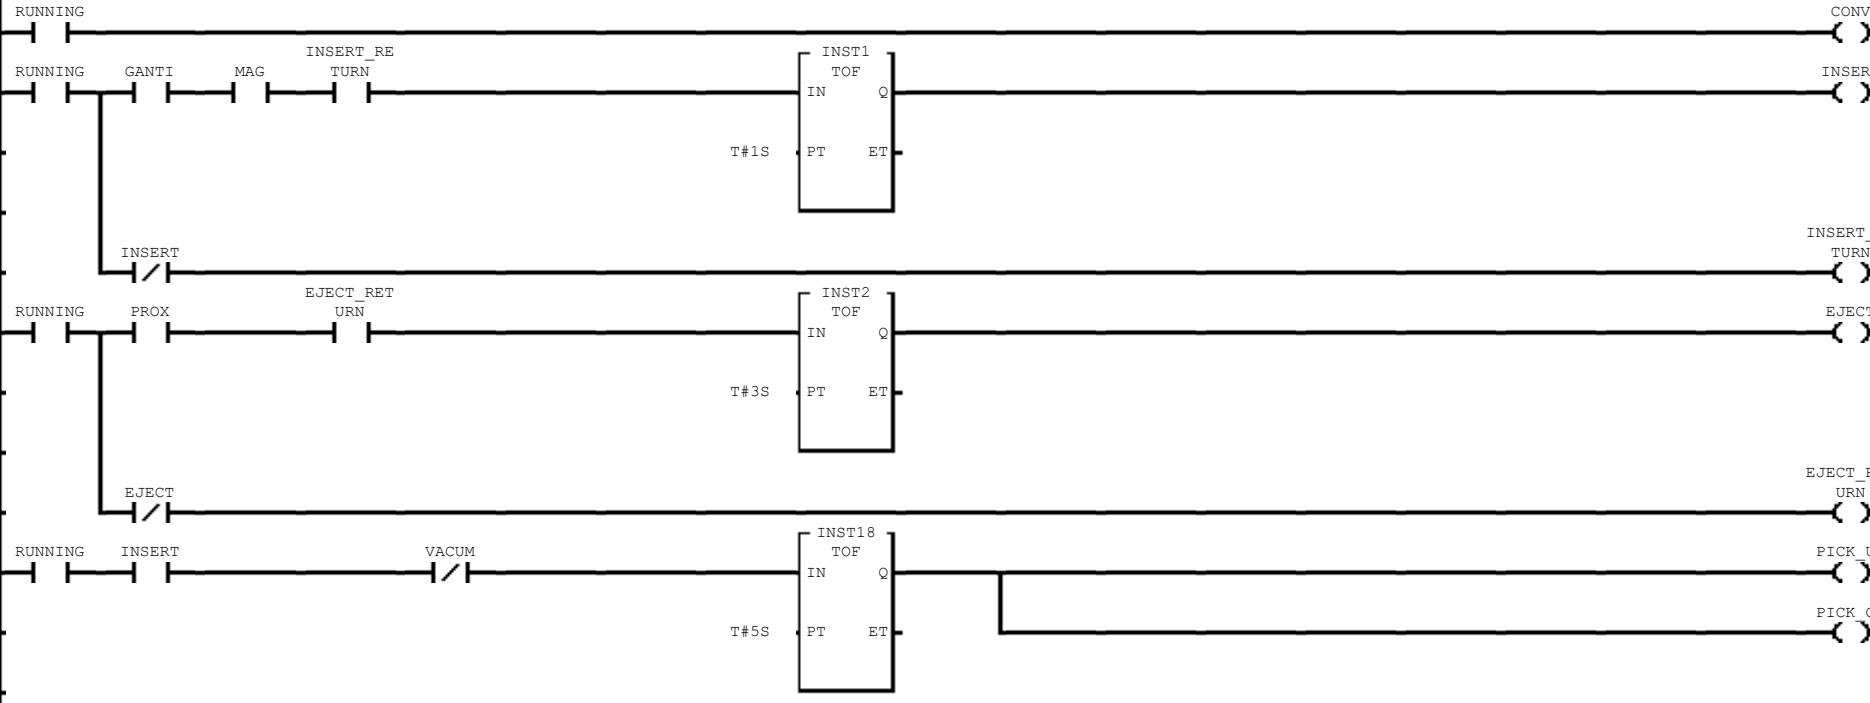 RUNNING
CONV
INSERT_RE
INST1
RUNNING
GANTI
MAG
TURN
TOF
INSER
IN
Q
T#1S
PT
ET
INSERT_
INSERT
TURN
EJECT_RET
INST2
RUNNING
PROX
URN
TOF
EJECT
IN
Q
T#3S
PT
ET
EJECT_R
EJECT
URN
INST18
RUNNING
INSERT
VACUM
TOF
PICK_U
IN
Q
PICK_
T#5S
PT
ET